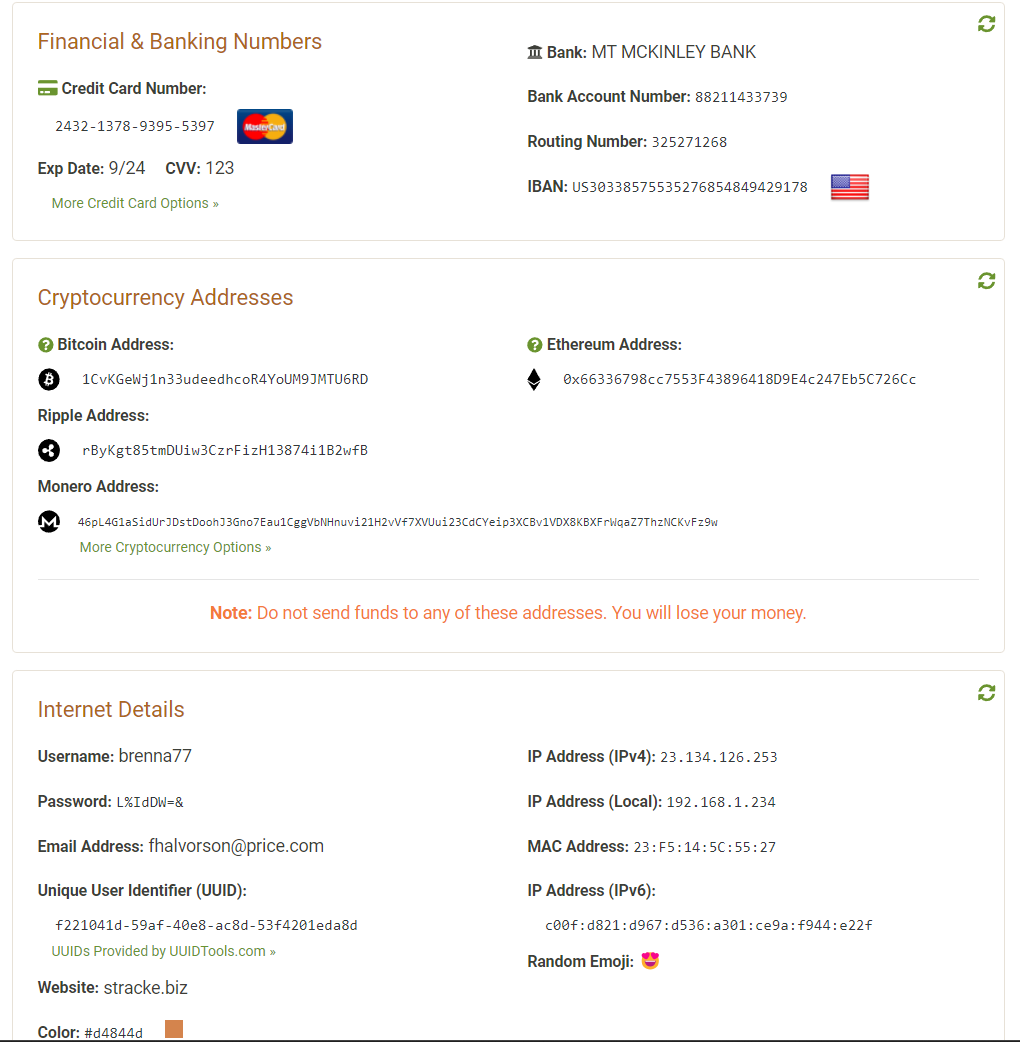 Financial & Banking Numbers
Credit Card Number:
2432-1378-9395-5397
MasterCard
Exp Date: 9/24 CVV: 123
More Credit Card Options »
Bank: MT MCKINLEY BANK
Bank Account Number: 88211433739
Routing Number: 325271268
IBAN: US30338575535276854849429178
Cryptocurrency Addresses
Bitcoin Address:
1CvKGeWj1n33udeedhcoR4YoUM9JMTU6RD
Ethereum Address:
0x66336798cc7553F43896418D9E4c247Eb5C726Cc
Ripple Address:
rByKgt85tmDUiw3CzrFizH13874i1B2wfB
Monero Address:
46pL4G1aSidUrJDstDoohJ3Gno7Eau1CggVbNHnuvi21H2vVf7XVUui23CdCYeip3XCBv1VDX8KBXFrWqaZ7ThzNCKvFz9w
More Cryptocurrency Options »
Note: Do not send funds to any of these addresses. You will lose your money.
Internet Details
Username: brenna77
Password: L%IdDW=&
Email Address: fhalvorson@price.com
Unique User Identifier (UUID):
f221041d-59af-40e8-ac8d-53f4201eda8d
UUIDs Provided by UUIDTools.com »
Website: stracke.biz
Color: #d4844d
IP Address (IPv4): 23.134.126.253
IP Address (Local): 192.168.1.234
MAC Address: 23:F5:14:5C:55:27
IP Address (IPv6):
c00f:d821:d967:d536:a301:ce9a:f944:e22f
Random Emoji: 😍